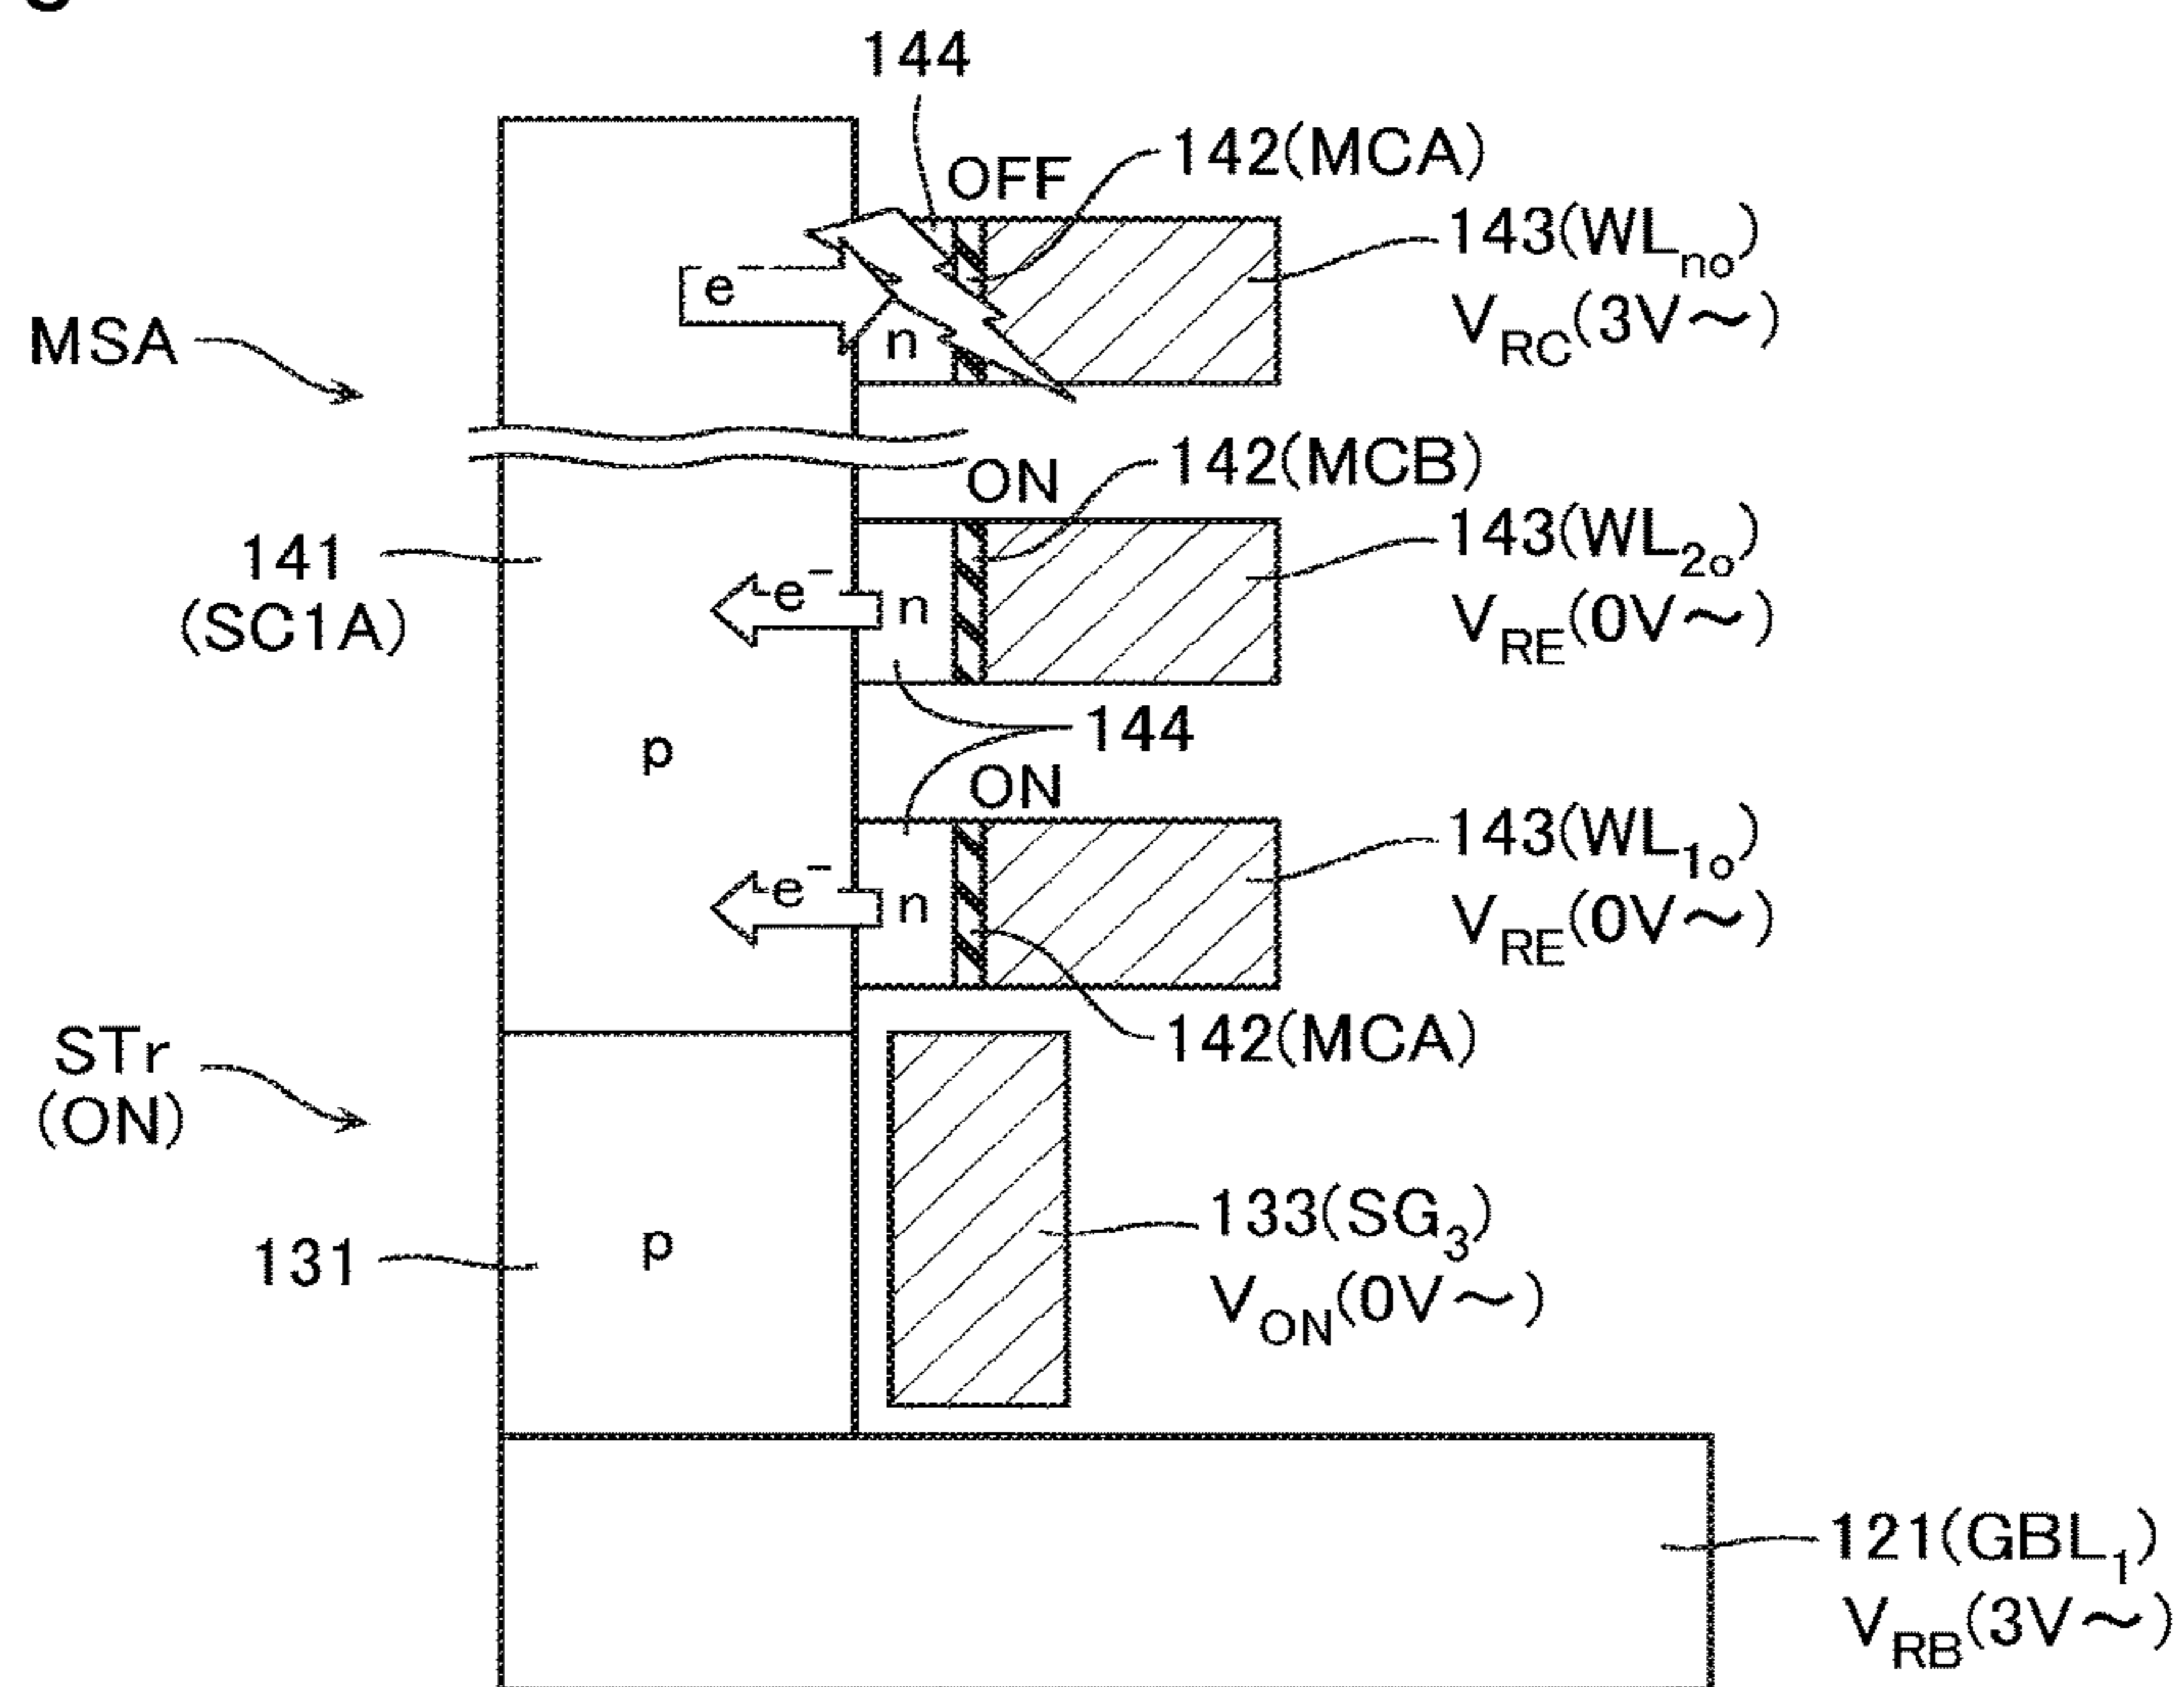 144
OFF
142(MCA)
143(WLno)
VRC(3V～)
e
n
MSA
ON
142(MCB)
143(WL2o)
VRE(0V～)
141
(SC1A)
e−
n
144
p
ON
143(WL1o)
VRE(0V～)
e−
n
142(MCA)
STr
(ON)
131
p
133(SG3)
VON(0V～)
121(GBL1)
VRB(3V～)